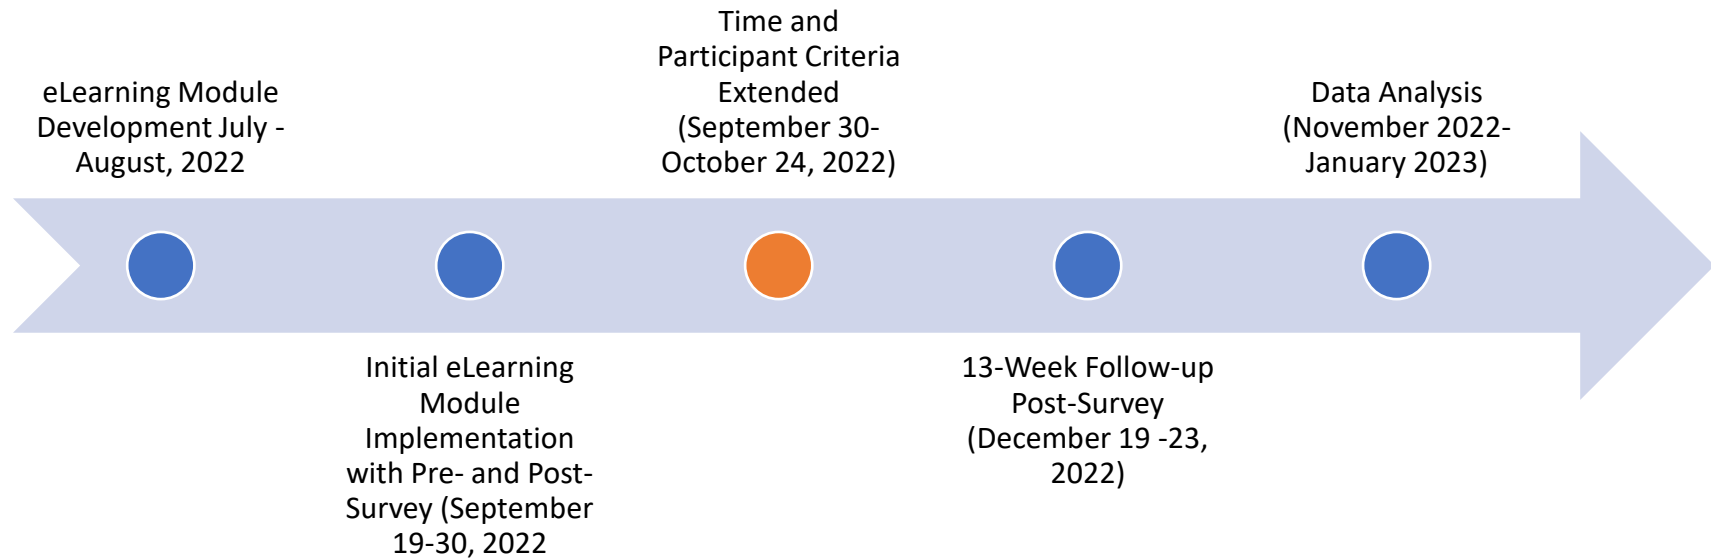 eLearning Module
Development July -
August, 2022
Initial eLearning
Module
Implementation
with Pre- and Post-
Survey (September
19-30, 2022
Time and
Participant Criteria
Extended
(September 30-
October 24, 2022)
13-Week Follow-up
Post-Survey
(December 19 -23,
2022)
Data Analysis
(November 2022-
January 2023)